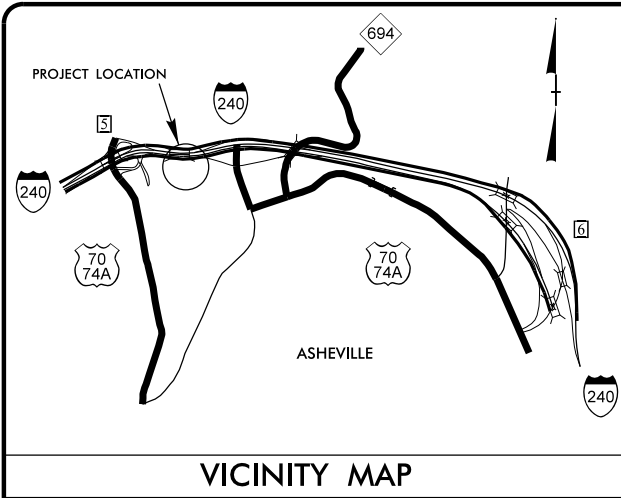 694
PROJECT LOCATION
240
5
240
6
70
74A
70
74A
ASHEVILLE
240
VICINITY MAP